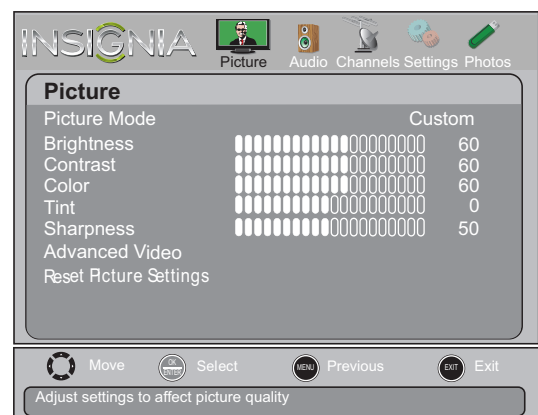 INSIGNIA
Picture Audio Channels Settings Photos
Picture
Picture Mode Custom
Brightness 60
Contrast 60
Color 60
Tint 0
Sharpness 50
Advanced Video
Reset Picture Settings
Move OK ENTER Select MENU Previous EXIT Exit
Adjust settings to affect picture quality